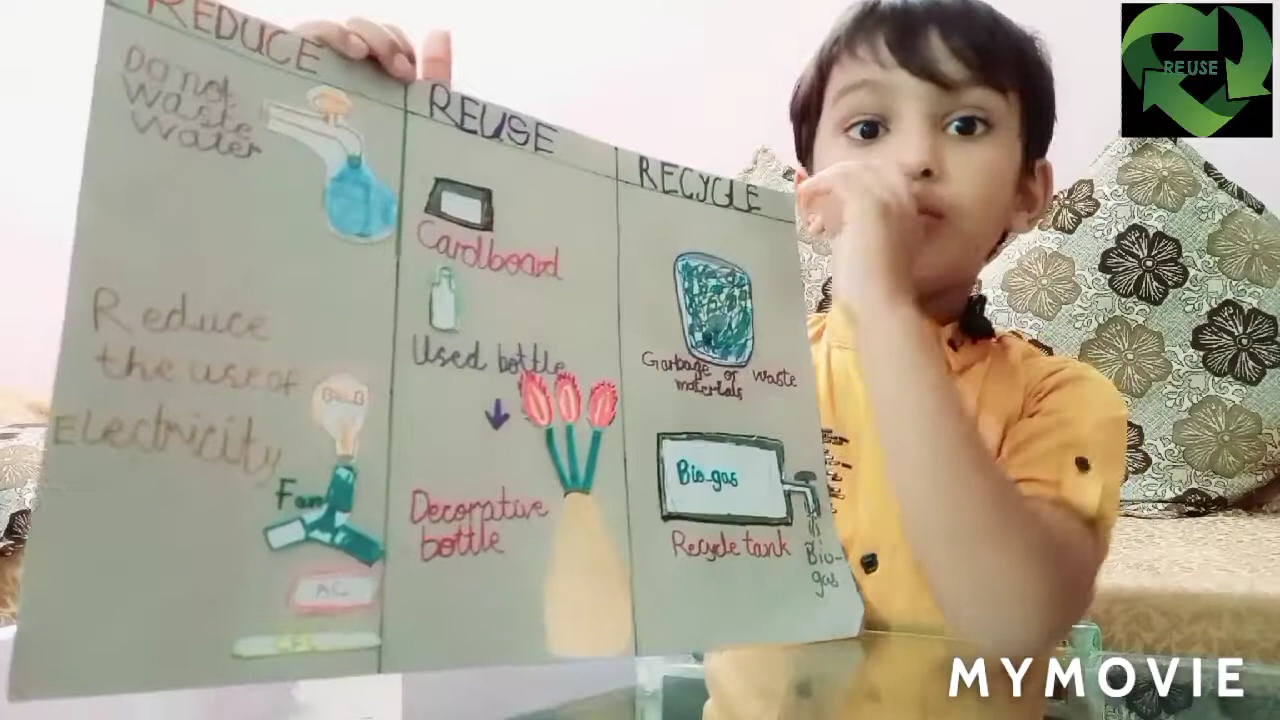 REDUCE
Do not
Waste
Water
Reduce
the use of
Electricity
BULB
Fan
AC
REUSE
Cardboard
Used bottle
Decorative
bottle
RECYCLE
Garbage of waste
materials
Bio-gas
Recycle tank
Bio-
gas
REUSE
MYMOVIE